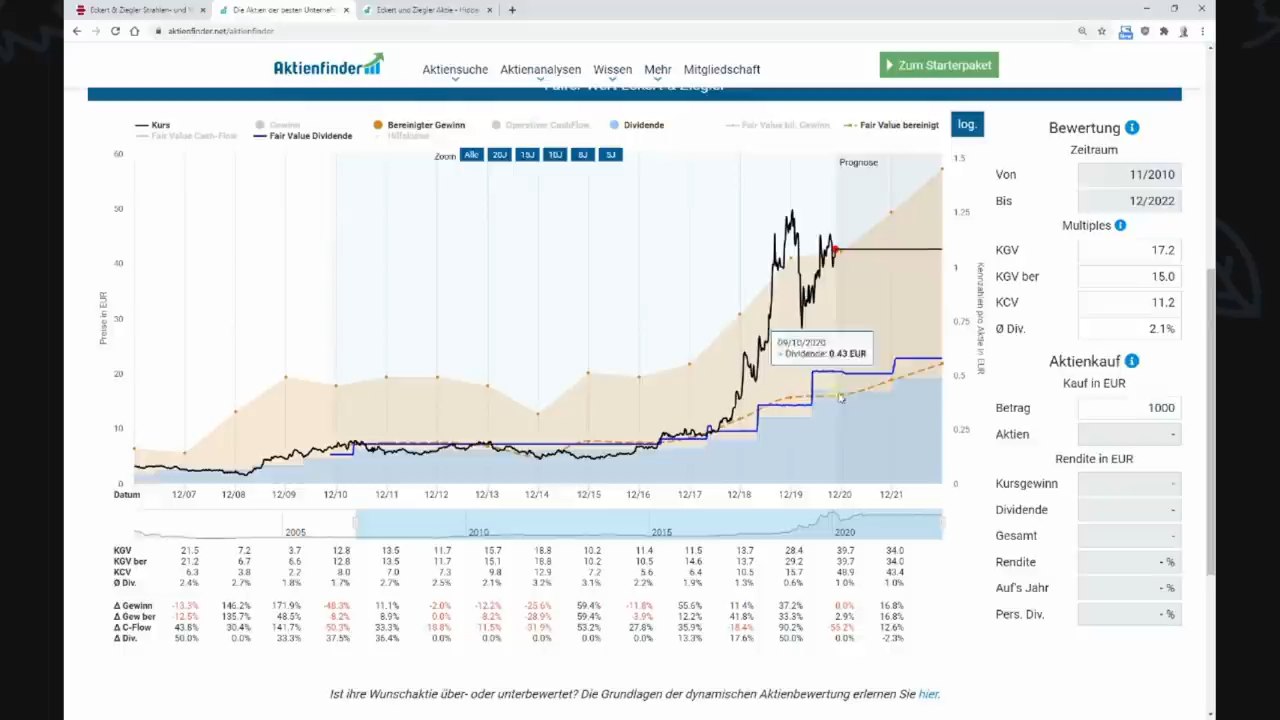 Eckert & Ziegler Strahlen- und
Die Aktien der besten Unterneh
Eckert und Ziegler Aktie -
aktienfinder.net/aktienfinder
Aktienfinder
Aktiensuche Aktienanalysen Wissen Mehr Mitgliedschaft
Zum Starterpaket
Fairer Wert Eckert & Ziegler
Kurs Gewinn Bereinigter Gewinn Operativer CashFlow Dividende Fair Value bil. Gewinn Fair Value bereinigt
Fair Value Cash-Flow Fair Value Dividende Hilfslinie
log.
Zoom Alle 20J 15J 10J 8J 5J
Prognose
Preise in EUR
60
50
40
30
20
10
0
1.5
1.25
1
0.75
0.5
0.25
0
Kennzahlen pro Aktie in EUR
09/10/2020
Dividende: 0.43 EUR
Datum 12/07 12/08 12/09 12/10 12/11 12/12 12/13 12/14 12/15 12/16 12/17 12/18 12/19 12/20 12/21
2005 2010 2015 2020
KGV 21.5 7.2 3.7 12.8 13.5 11.7 15.7 18.8 10.2 11.4 11.5 13.7 28.4 39.7 34.0
KGV ber 21.2 6.7 6.6 12.8 13.5 11.7 15.1 18.8 10.2 10.5 14.6 13.7 29.2 39.7 34.0
KCV 6.3 3.8 2.2 8.0 7.0 7.3 9.8 12.9 7.2 5.6 6.4 10.5 15.7 48.9 43.4
Ø Div. 2.4% 2.7% 1.8% 1.7% 2.7% 2.5% 2.1% 3.2% 3.1% 2.2% 1.9% 1.3% 0.6% 1.0% 1.0%
Δ Gewinn -13.3% 146.2% 171.9% -48.3% 11.1% -2.0% -12.2% -25.6% 59.4% -11.8% 55.6% 11.4% 37.2% 0.0% 16.8%
Δ Gew ber -12.5% 135.7% 48.5% -8.2% 8.9% 0.0% -8.2% -28.9% 59.4% -3.9% 12.2% 41.8% 33.3% 2.9% 16.8%
Δ C-Flow 43.8% 30.4% 141.7% -50.3% 33.3% -18.8% -11.5% -31.9% 53.2% 27.8% 35.9% -18.4% 90.2% -55.2% 12.6%
Δ Div. 50.0% 0.0% 33.3% 37.5% 36.4% 0.0% 0.0% 0.0% 0.0% 0.0% 13.3% 17.6% 50.0% 0.0% -2.3%
Bewertung
Zeitraum
Von 11/2010
Bis 12/2022
Multiples
KGV 17.2
KGV ber 15.0
KCV 11.2
Ø Div. 2.1%
Aktienkauf
Kauf in EUR
Betrag 1000
Aktien -
Rendite in EUR
Kursgewinn -
Dividende -
Gesamt -
Rendite - %
Auf's Jahr - %
Pers. Div. - %
Ist ihre Wunschaktie über- oder unterbewertet? Die Grundlagen der dynamischen Aktienbewertung erlernen Sie hier.